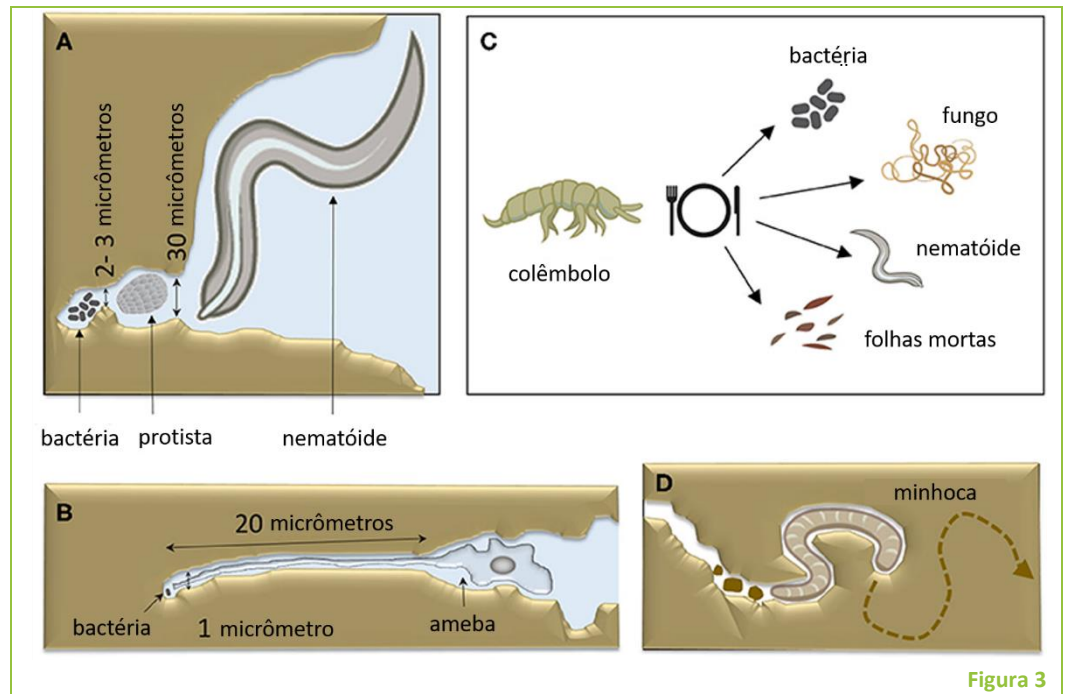 A
2- 3 micrômetros
30 micrômetros
bactéria
protista
nematóide
C
bactéria
fungo
nematóide
folhas mortas
colêmbolo
B
20 micrômetros
bactéria
1 micrômetro
ameba
D
minhoca
Figura 3